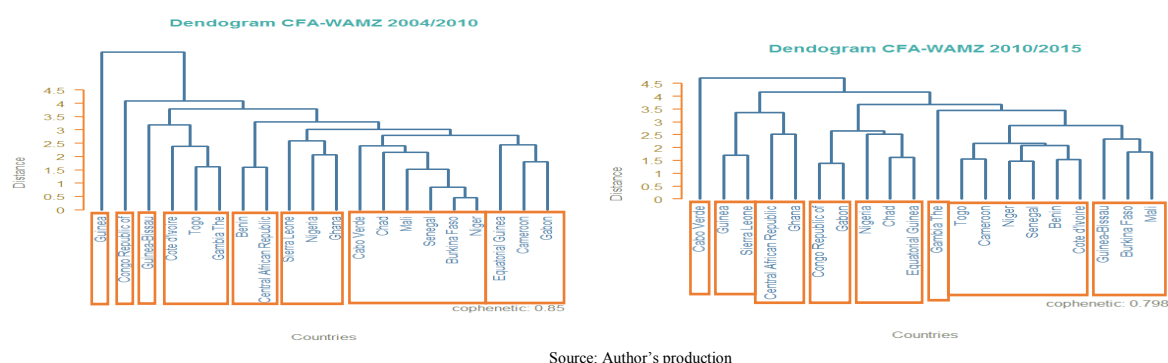 Dendogram CFA-WAMZ 2004/2010
4.5
4
3.5
3
2.5
2
1.5
1
0.5
0
Distance
Guinea
Congo Republic of
Guinea-Bissau
Cote d'Ivoire
Togo
Gambia The
Benin
Central African Republic
Sierra Leone
Nigeria
Ghana
Cabo Verde
Chad
Mali
Senegal
Burkina Faso
Niger
Equatorial Guinea
Cameroon
Gabon
cophenetic: 0.85
Countries
Dendogram CFA-WAMZ 2010/2015
4.5
4
3.5
3
2.5
2
1.5
1
0.5
0
Distance
Cabo Verde
Guinea
Sierra Leone
Central African Republic
Ghana
Congo Republic of
Gabon
Nigeria
Chad
Equatorial Guinea
Gambia The
Togo
Cameroon
Niger
Senegal
Benin
Cote d'Ivoire
Guinea-Bissau
Burkina Faso
Mali
cophenetic: 0.798
Countries
Source: Author's production